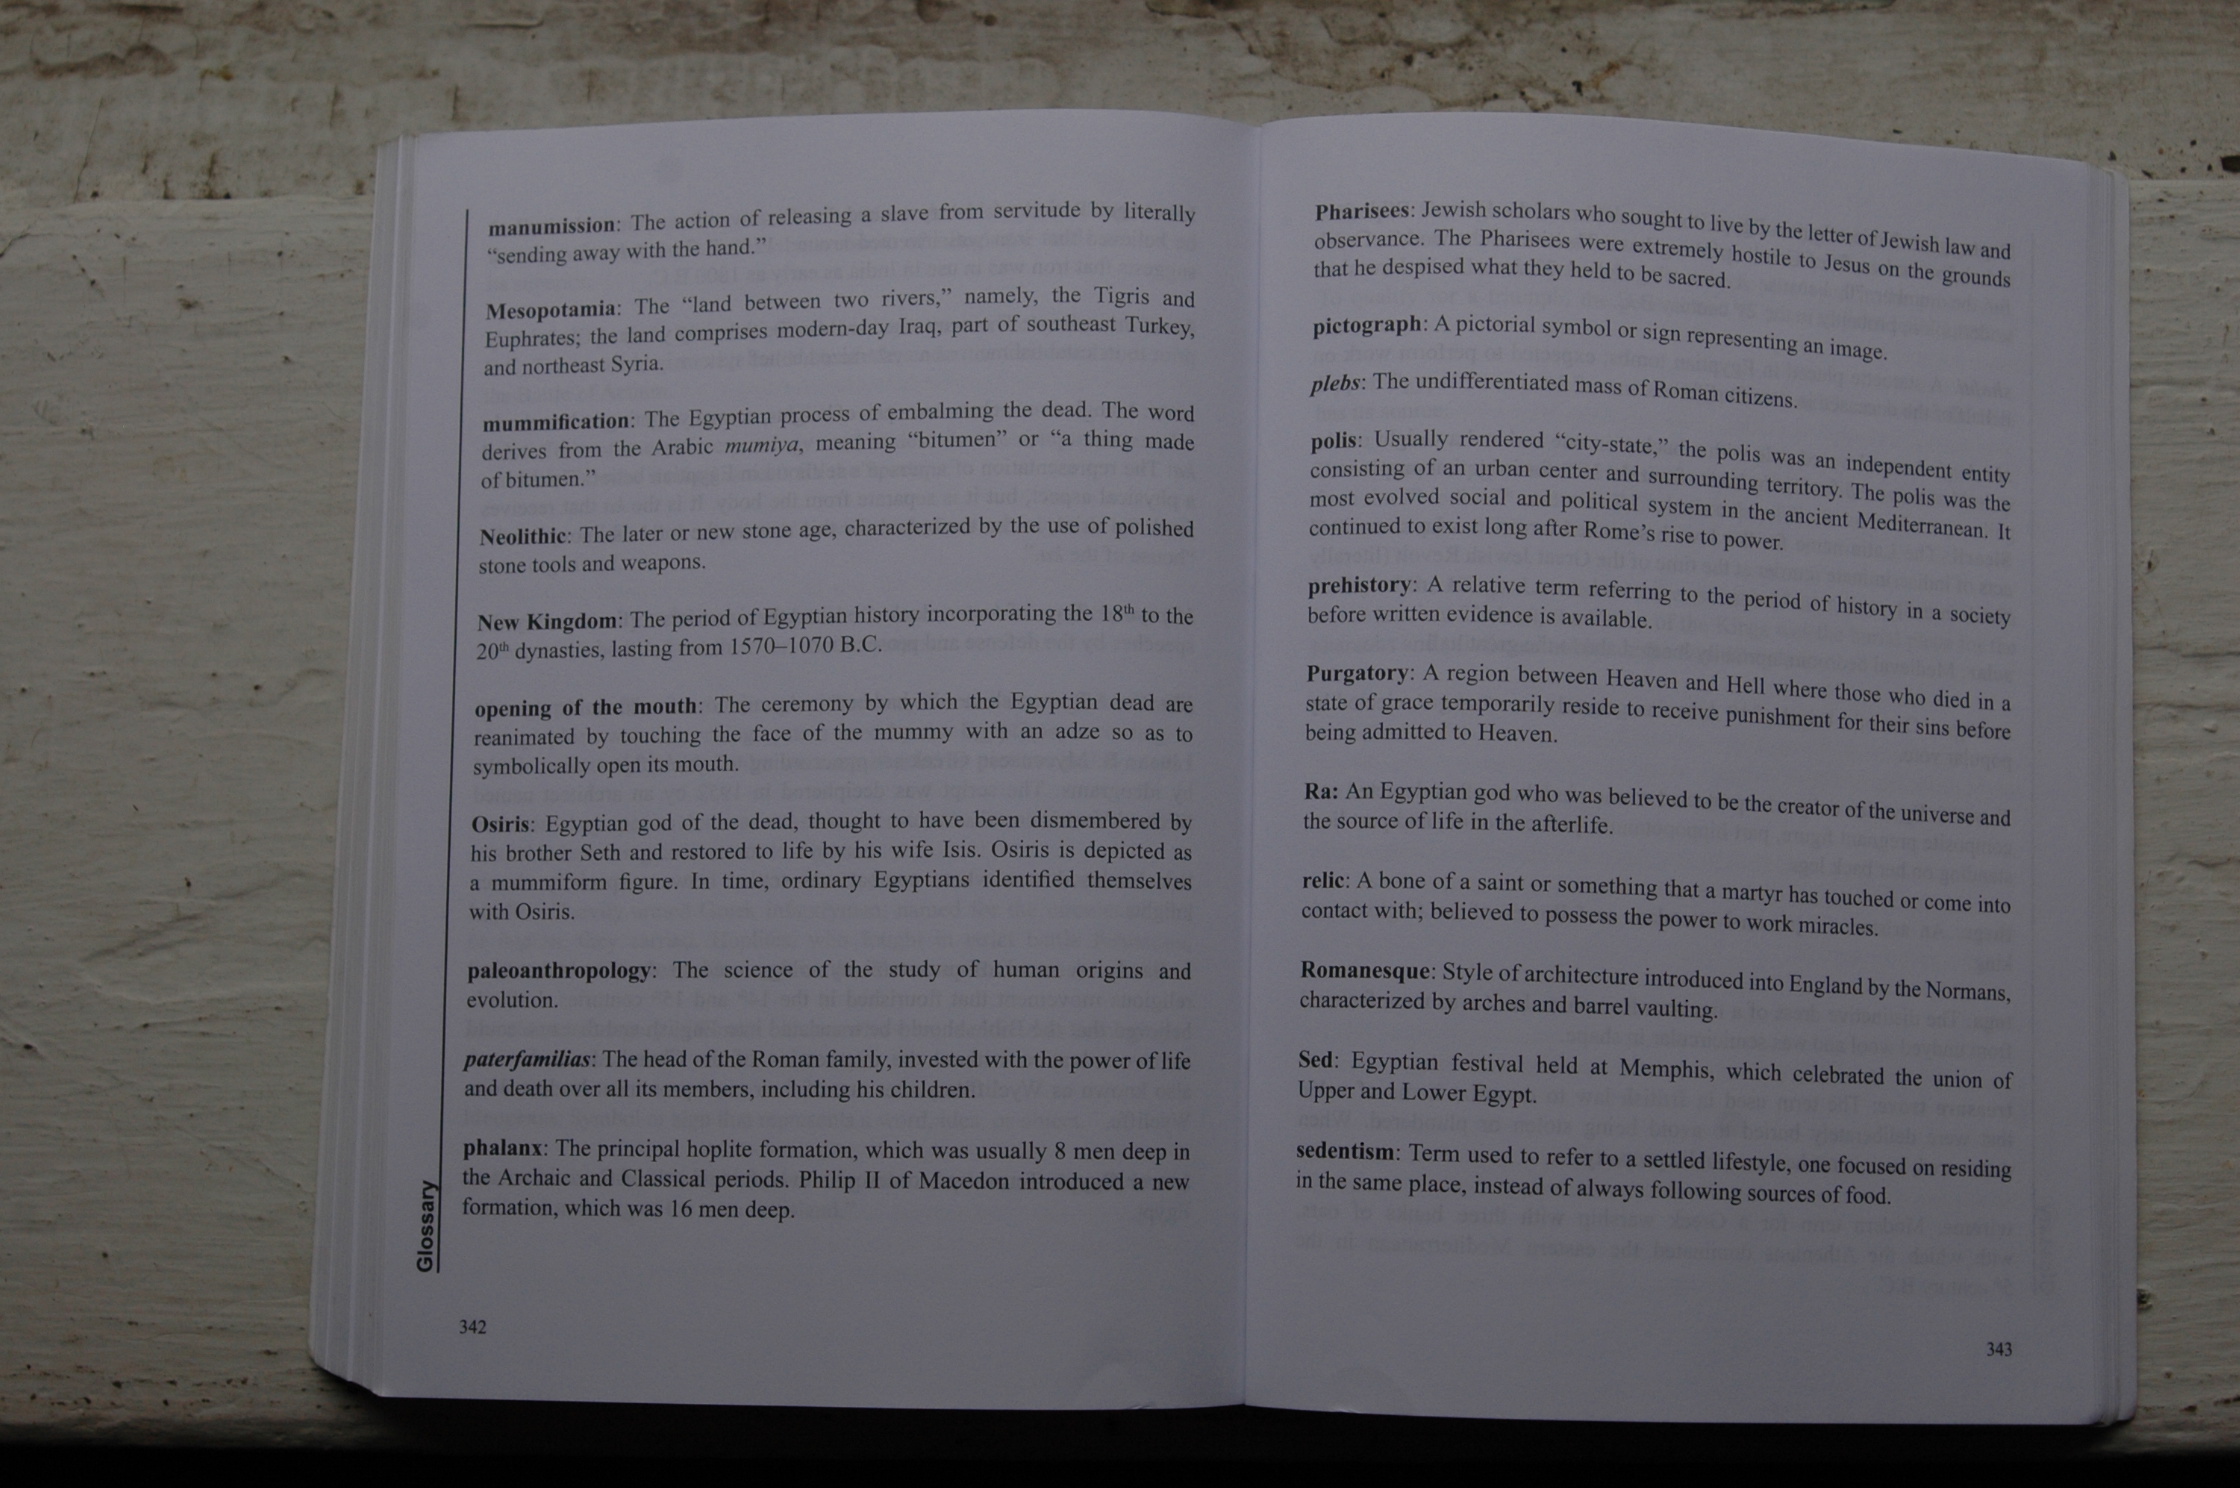 manumission: The action of releasing a slave from servitude by literally
“sending away with the hand.”
Mesopotamia: The “land between two rivers,” namely, the Tigris and
Euphrates; the land comprises modern-day Iraq, part of southeast Turkey,
and northeast Syria.
mummification: The Egyptian process of embalming the dead. The word
derives from the Arabic mumiya, meaning “bitumen” or “a thing made
of bitumen.”
Neolithic: The later or new stone age, characterized by the use of polished
stone tools and weapons.
New Kingdom: The period of Egyptian history incorporating the 18th to the
20th dynasties, lasting from 1570–1070 B.C.
opening of the mouth: The ceremony by which the Egyptian dead are
reanimated by touching the face of the mummy with an adze so as to
symbolically open its mouth.
Osiris: Egyptian god of the dead, thought to have been dismembered by
his brother Seth and restored to life by his wife Isis. Osiris is depicted as
a mummiform figure. In time, ordinary Egyptians identified themselves
with Osiris.
paleoanthropology: The science of the study of human origins and
evolution.
paterfamilias: The head of the Roman family, invested with the power of life
and death over all its members, including his children.
phalanx: The principal hoplite formation, which was usually 8 men deep in
the Archaic and Classical periods. Philip II of Macedon introduced a new
formation, which was 16 men deep.
Glossary
342
Pharisees: Jewish scholars who sought to live by the letter of Jewish law and
observance. The Pharisees were extremely hostile to Jesus on the grounds
that he despised what they held to be sacred.
pictograph: A pictorial symbol or sign representing an image.
plebs: The undifferentiated mass of Roman citizens.
polis: Usually rendered “city-state,” the polis was an independent entity
consisting of an urban center and surrounding territory. The polis was the
most evolved social and political system in the ancient Mediterranean. It
continued to exist long after Rome’s rise to power.
prehistory: A relative term referring to the period of history in a society
before written evidence is available.
Purgatory: A region between Heaven and Hell where those who died in a
state of grace temporarily reside to receive punishment for their sins before
being admitted to Heaven.
Ra: An Egyptian god who was believed to be the creator of the universe and
the source of life in the afterlife.
relic: A bone of a saint or something that a martyr has touched or come into
contact with; believed to possess the power to work miracles.
Romanesque: Style of architecture introduced into England by the Normans,
characterized by arches and barrel vaulting.
Sed: Egyptian festival held at Memphis, which celebrated the union of
Upper and Lower Egypt.
sedentism: Term used to refer to a settled lifestyle, one focused on residing
in the same place, instead of always following sources of food.
343